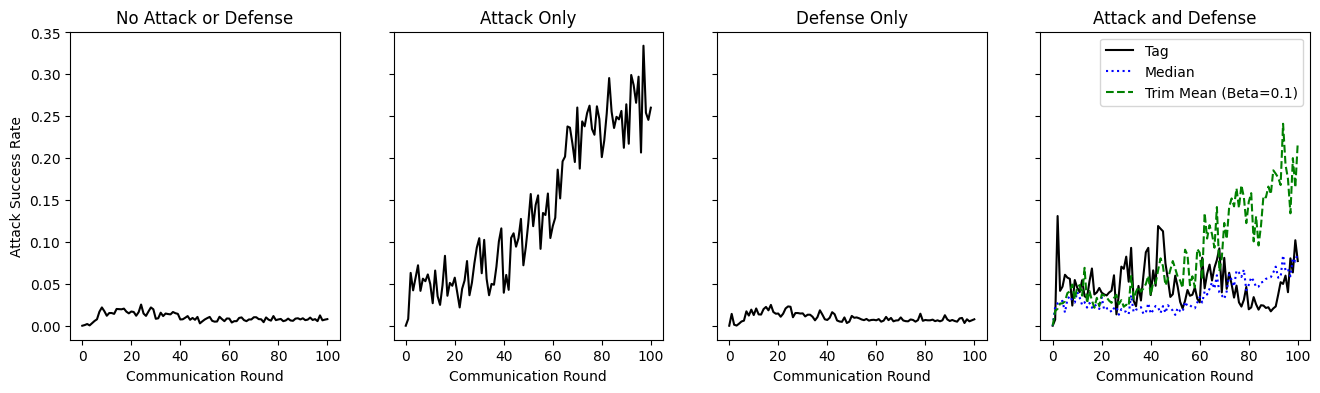 No Attack or Defense
Attack Only
Defense Only
Attack and Defense
Attack Success Rate
0.35
0.30
0.25
0.20
0.15
0.10
0.05
0.00
Tag
Median
Trim Mean (Beta=0.1)
0 20 40 60 80 100
0 20 40 60 80 100
0 20 40 60 80 100
0 20 40 60 80 100
Communication Round
Communication Round
Communication Round
Communication Round